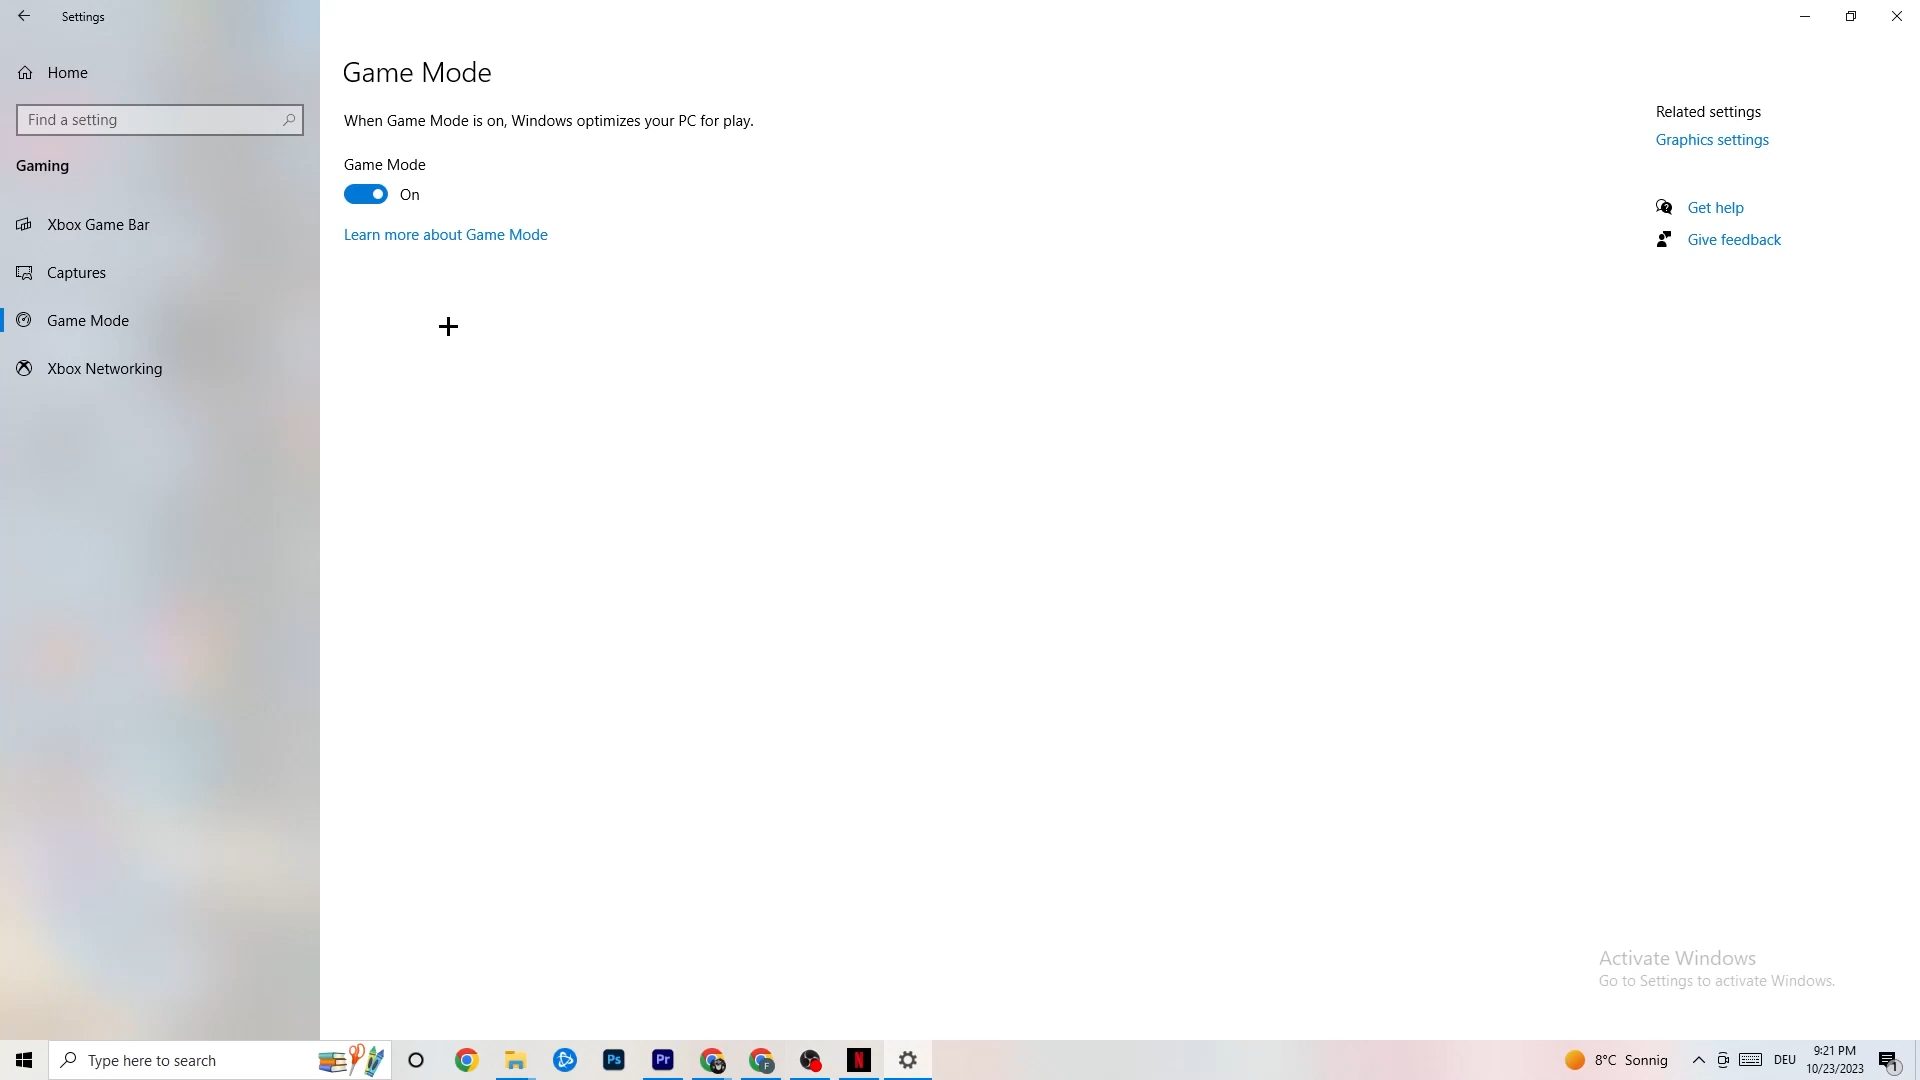 Settings
Home
Find a setting
Gaming
Xbox Game Bar
Captures
Game Mode
Xbox Networking
Game Mode
When Game Mode is on, Windows optimizes your PC for play.
Game Mode
On
Learn more about Game Mode
Related settings
Graphics settings
Get help
Give feedback
Activate Windows
Go to Settings to activate Windows.
Type here to search
Ps
Pr
F
N
8°C Sonnig
DEU
9:21 PM
10/23/2023
1